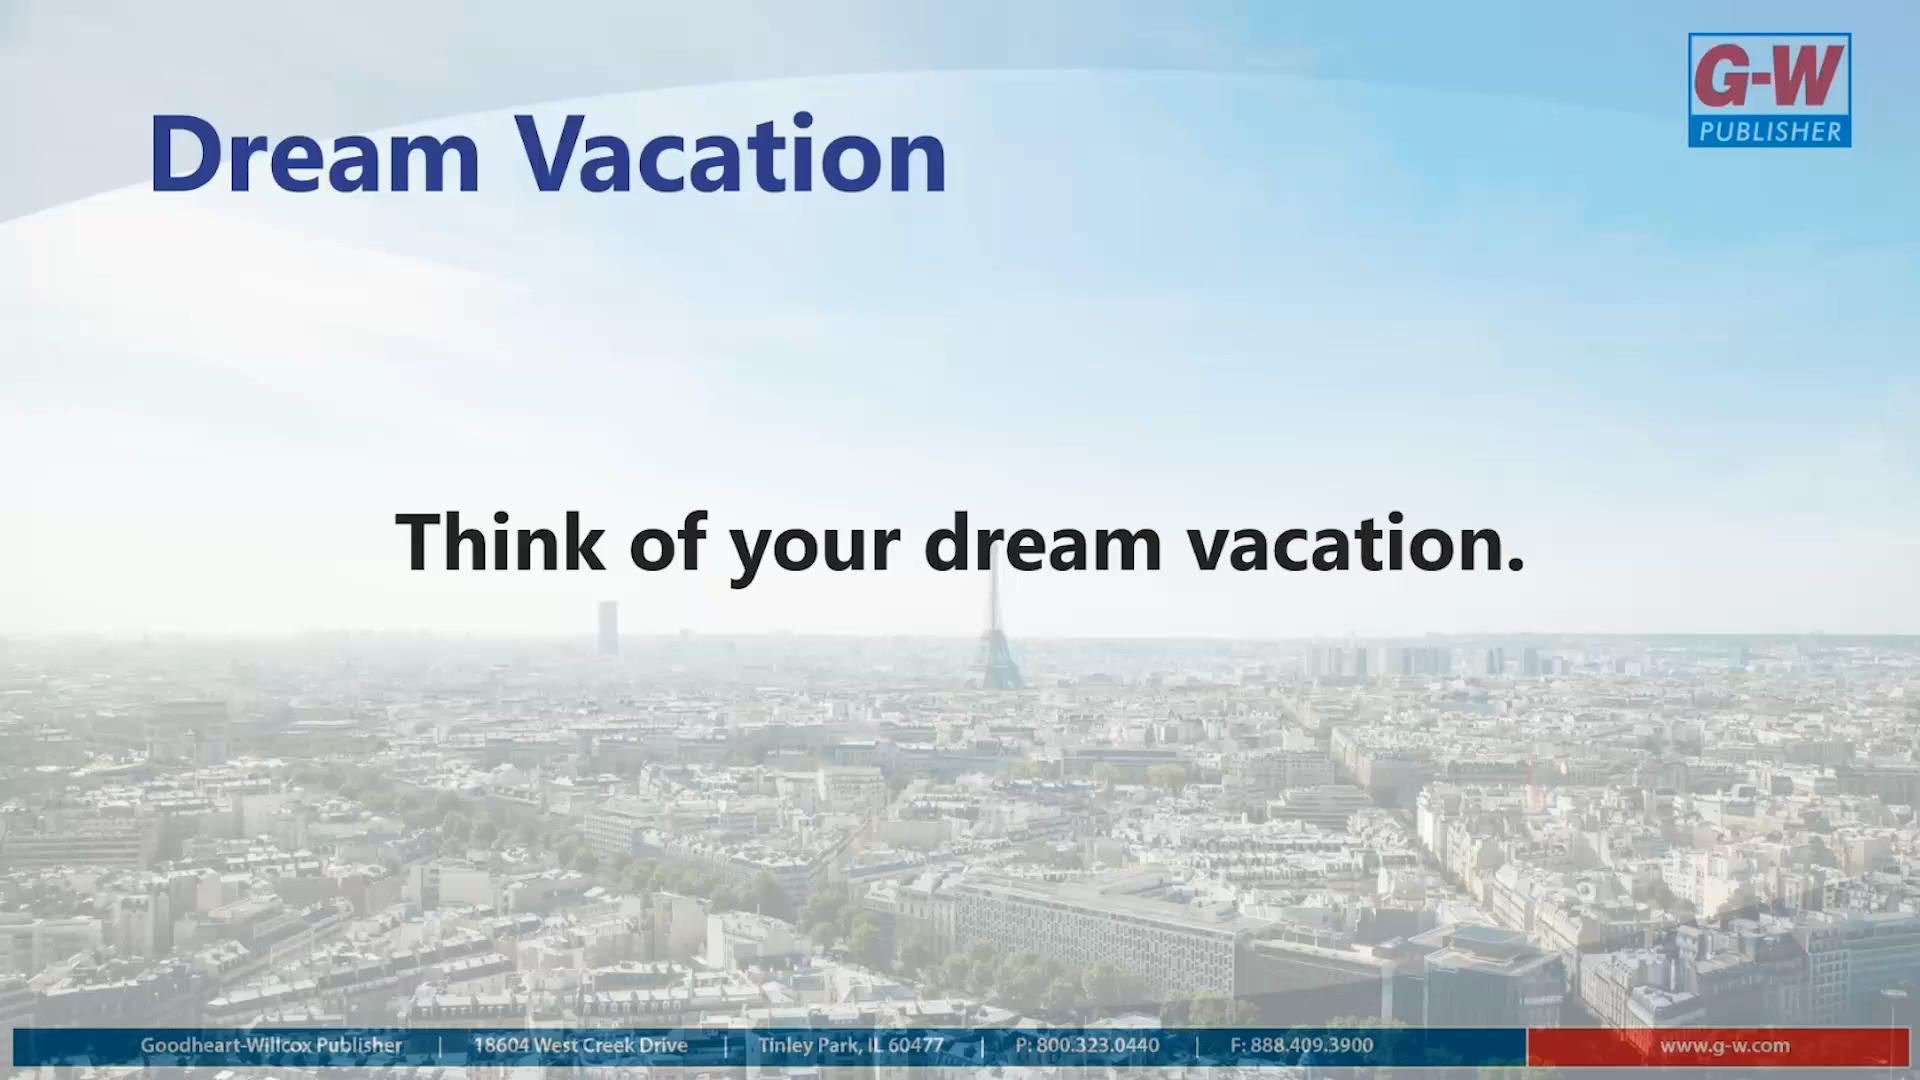 G-W
PUBLISHER
Dream Vacation
Think of your dream vacation.
Goodheart-Willcox Publisher | 18604 West Creek Drive | Tinley Park, IL 60477 | P: 800.323.0440 | F: 888.409.3900 www.g-w.com